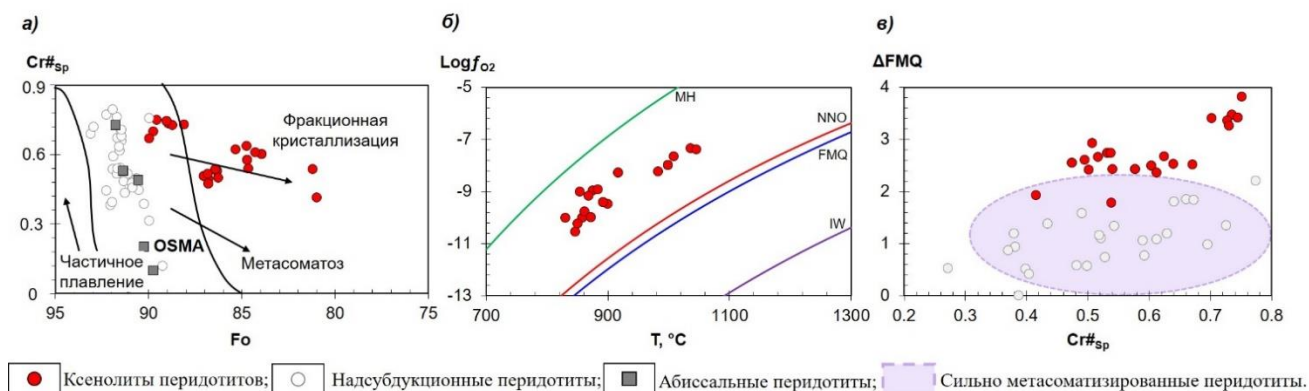 а)
Cr#Sp
0.9
0.6
0.3
0
95
90
85
80
75
Fo
Фракционная
кристаллизация
OSMA
Частичное
плавление
Метасоматоз
б)
LogfO2
-5
-7
-9
-11
-13
700
900
1100
1300
T, °C
MH
NNO
FMQ
IW
в)
ΔFMQ
4
3
2
1
0
0.2
0.3
0.4
0.5
0.6
0.7
0.8
Cr#Sp
Ксенолиты перидотитов;
Надсубдукционные перидотиты;
Абиссальные перидотиты;
Сильно метасоматизированные перидотиты.